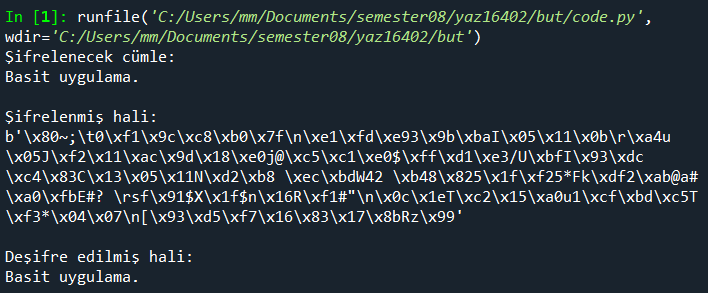 In [1]: runfile('C:/Users/mm/Documents/semester08/yaz16402/but/code.py',
wdir='C:/Users/mm/Documents/semester08/yaz16402/but')
Şifrelenecek cümle:
Basit uygulama.
Şifrelenmiş hali:
b'\x80~;\t0\xf1\x9c\xc8\xb0\x7f\n\xe1\xfd\xe93\x9b\xbaI\x05\x11\x0b\r\xa4u
\x05J\xf2\x11\xac\x9d\x18\xe0j@\xc5\xc1\xe0$\xff\xd1\xe3/U\xbfI\x93\xdc
\xc4\x83C\x13\x05\x11N\xd2\xb8 \xec\xbdW42 \xb48\x825\x1f\xf25*Fk\xdf2\xab@a#
\xa0\xfbE#? \rsf\x91$X\x1f$n\x16R\xf1#"\n\x0c\x1eT\xc2\x15\xa0u1\xcf\xbd\xc5T
\xf3*\x04\x07\n[\x93\xd5\xf7\x16\x83\x17\x8bRz\x99'
Deşifre edilmiş hali:
Basit uygulama.